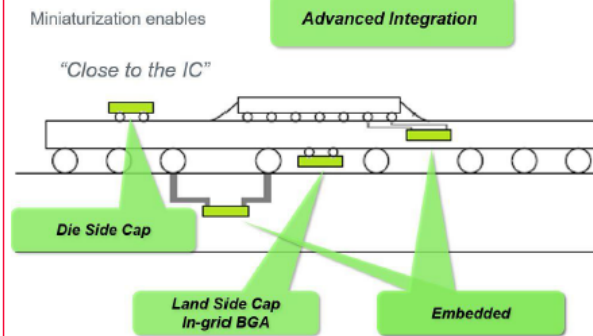 Miniaturization enables
Advanced Integration
“Close to the IC”
Die Side Cap
Land Side Cap
In-grid BGA
Embedded